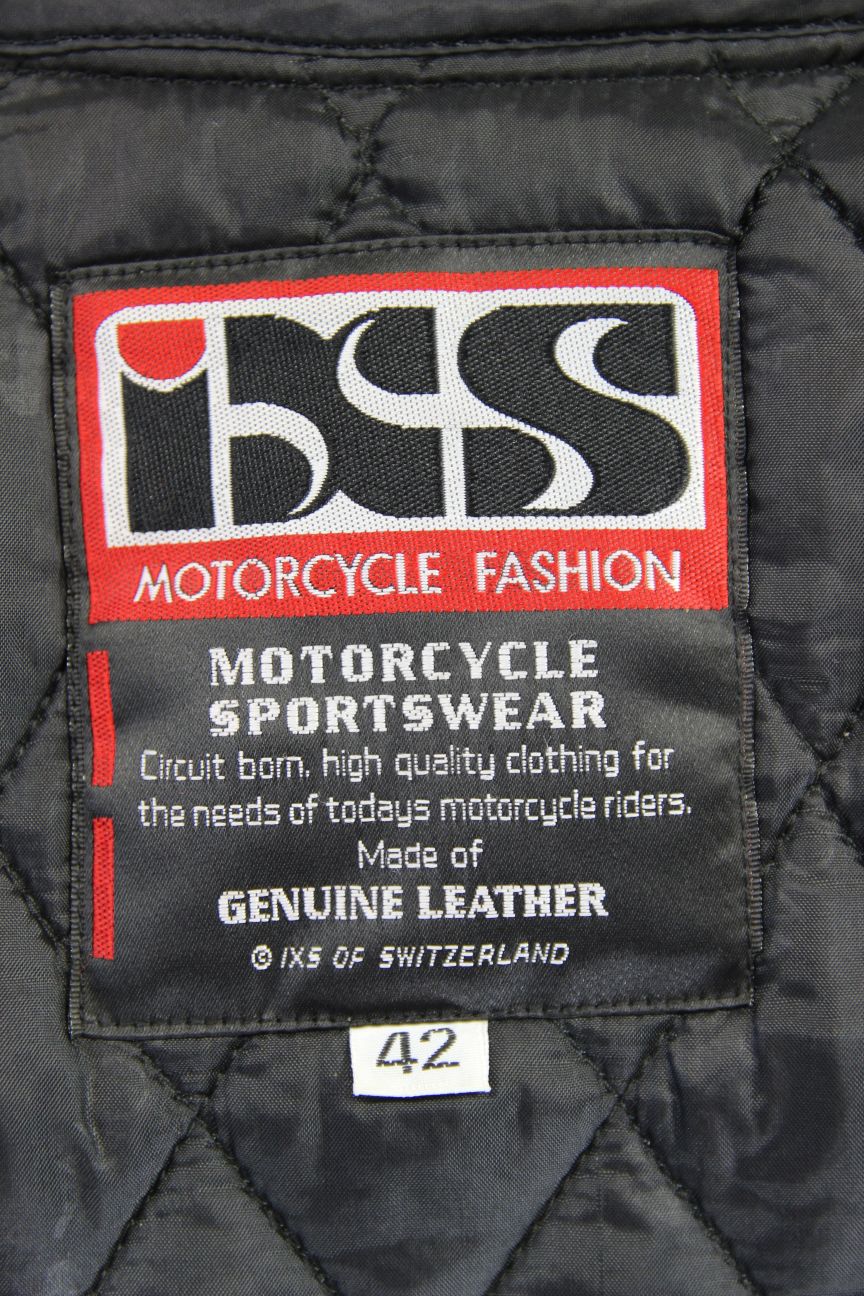 iXS
MOTORCYCLE FASHION
MOTORCYCLE
SPORTSWEAR
Circuit born. high quality clothing for
the needs of todays motorcycle riders.
Made of
GENUINE LEATHER
© IXS OF SWITZERLAND
42